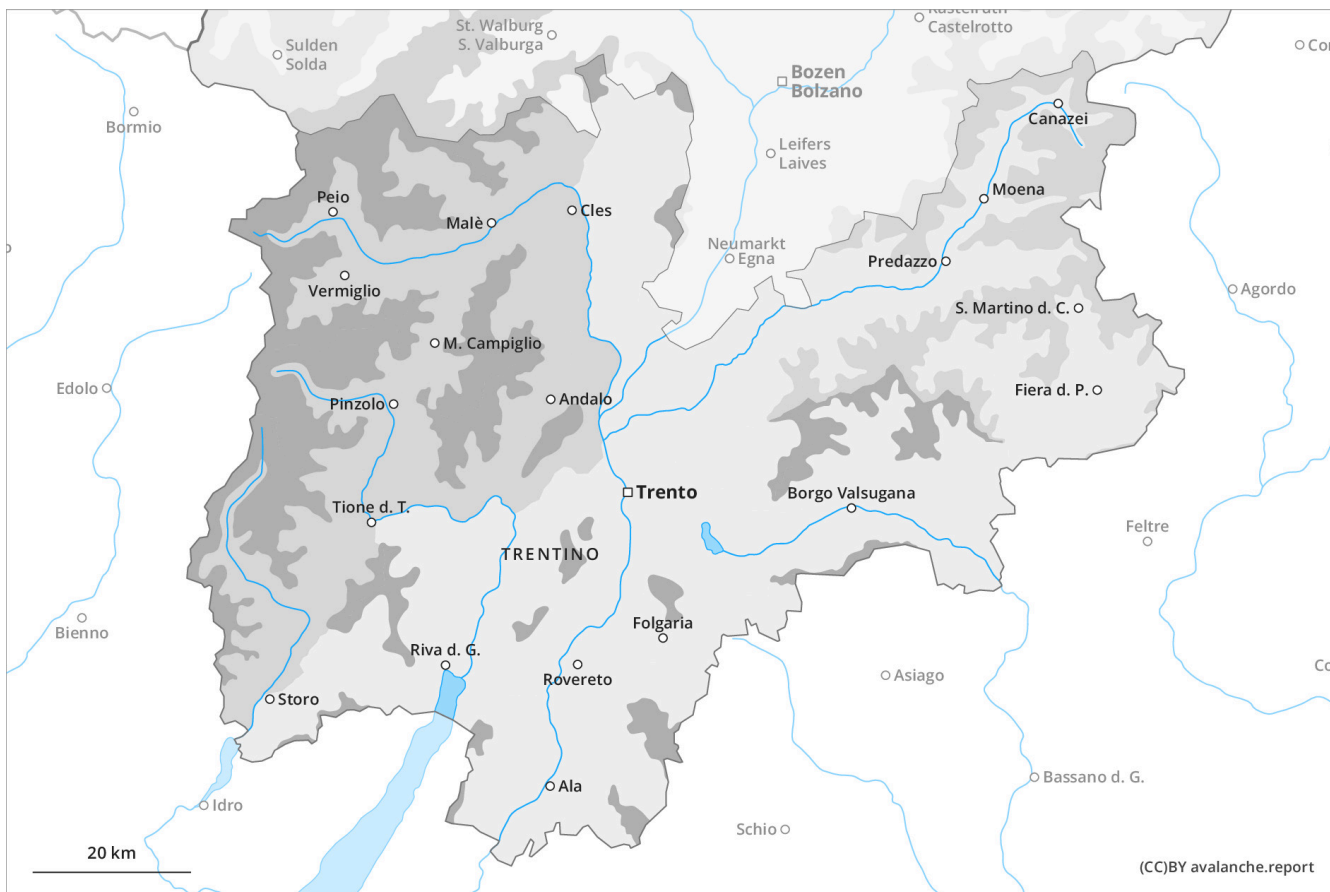 St. Walburg
S. Valburga
Castelrotto
Sulden
Solda
Bozen
Bolzano
Bormio
Canazei
Leifers
Laives
Peio
Malè
Cles
Moena
Neumarkt
Egna
Predazzo
Vermiglio
Agordo
S. Martino d. C.
M. Campiglio
Edolo
Pinzolo
Andalo
Fiera d. P.
Trento
Borgo Valsugana
Tione d. T.
Feltre
TRENTINO
Bienno
Folgaria
Riva d. G.
Rovereto
Asiago
Storo
Ala
Bassano d. G.
Idro
Schio
20 km
(CC)BY avalanche.report